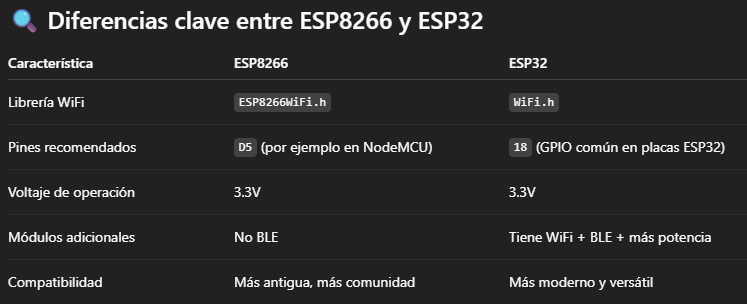 Diferencias clave entre ESP8266 y ESP32
Característica ESP8266 ESP32
Librería WiFi ESP8266WiFi.h WiFi.h
Pines recomendados D5 (por ejemplo en NodeMCU) 18 (GPIO común en placas ESP32)
Voltaje de operación 3.3V 3.3V
Módulos adicionales No BLE Tiene WiFi + BLE + más potencia
Compatibilidad Más antigua, más comunidad Más moderno y versátil